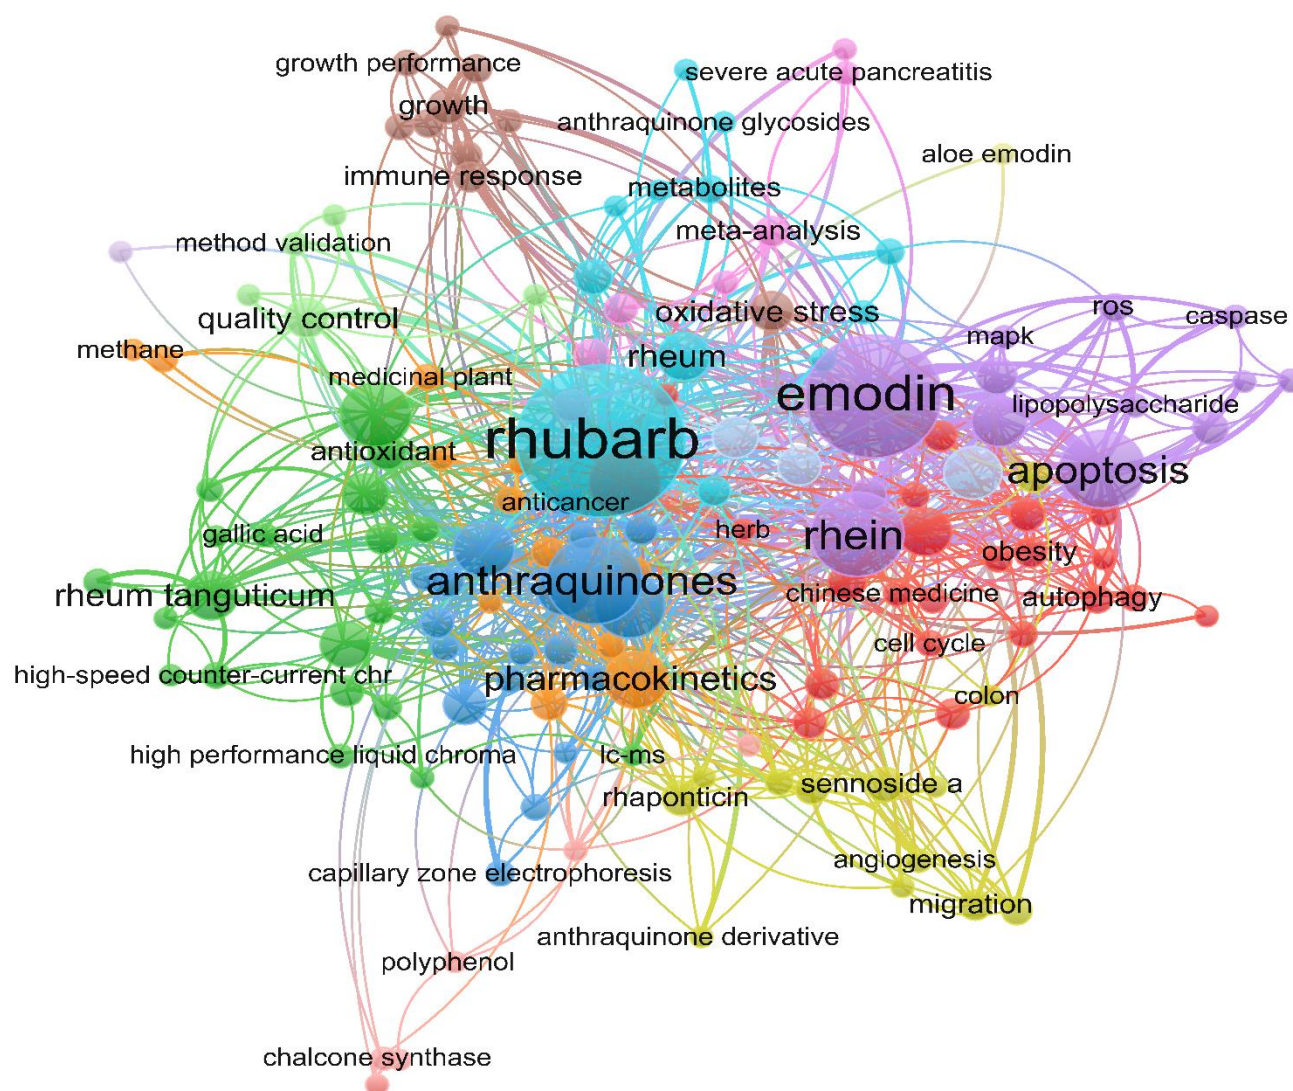 growth performance
severe acute pancreatitis
growth
anthraquinone glycosides
aloe emodin
immune response
metabolites
meta-analysis
method validation
quality control
oxidative stress
ros
caspase
mapk
methane
rheum
medicinal plant
emodin
lipopolysaccharide
rhubarb
antioxidant
apoptosis
anticancer
gallic acid
herb
rhein
obesity
rheum tanguticum
anthraquinones
chinese medicine
autophagy
cell cycle
high-speed counter-current chr
pharmacokinetics
colon
high performance liquid chroma
lc-ms
rhaponticin
sennoside a
capillary zone electrophoresis
angiogenesis
migration
anthraquinone derivative
polyphenol
chalcone synthase